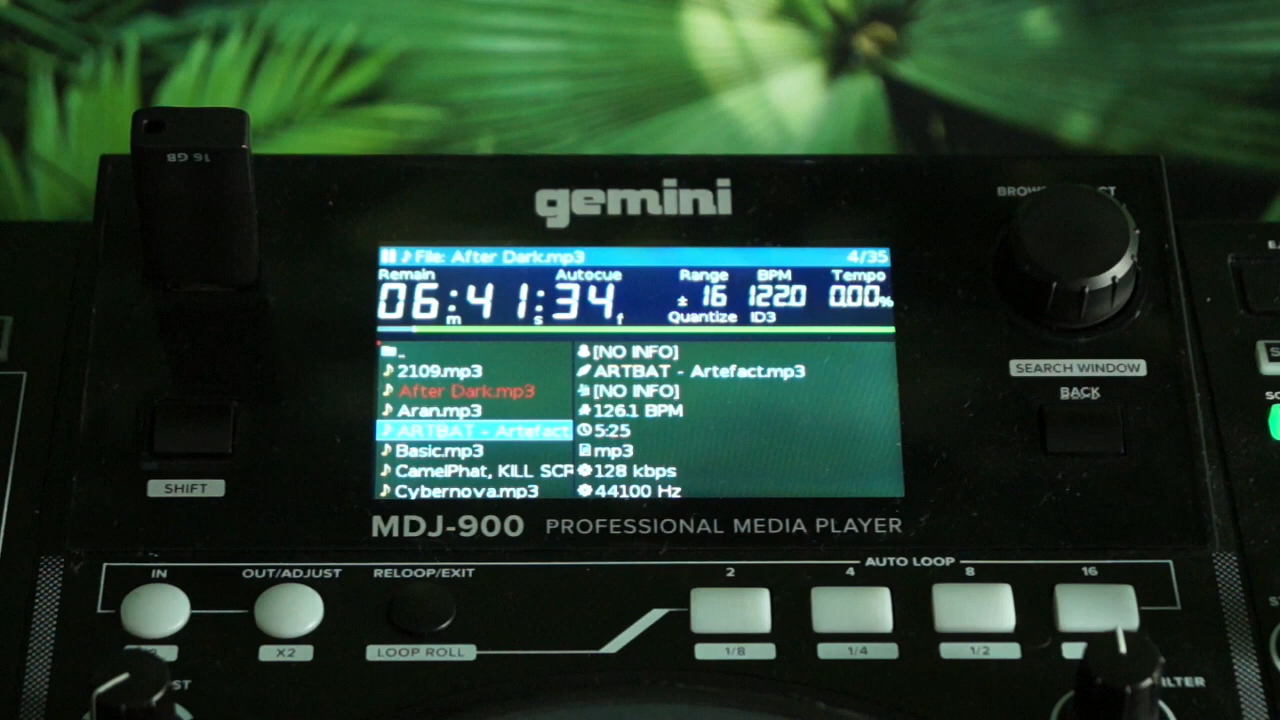 16 GB
gemini
BROWSE/SELECT
File: After Dark.mp3 4/35
Remain Autocue Range BPM Tempo
06:41:34 ± 16 122.0 0.00%
m s f Quantize ID3
..
2109.mp3
After Dark.mp3
Aran.mp3
ARTBAT - Artefact
Basic.mp3
CamelPhat, KILL SCR
Cybernova.mp3
[NO INFO]
ARTBAT - Artefact.mp3
[NO INFO]
126.1 BPM
5:25
mp3
128 kbps
44100 Hz
SEARCH WINDOW
BACK
SHIFT
MDJ-900 PROFESSIONAL MEDIA PLAYER
AUTO LOOP
IN OUT/ADJUST RELOOP/EXIT 2 4 8 16
X2 LOOP ROLL 1/8 1/4 1/2